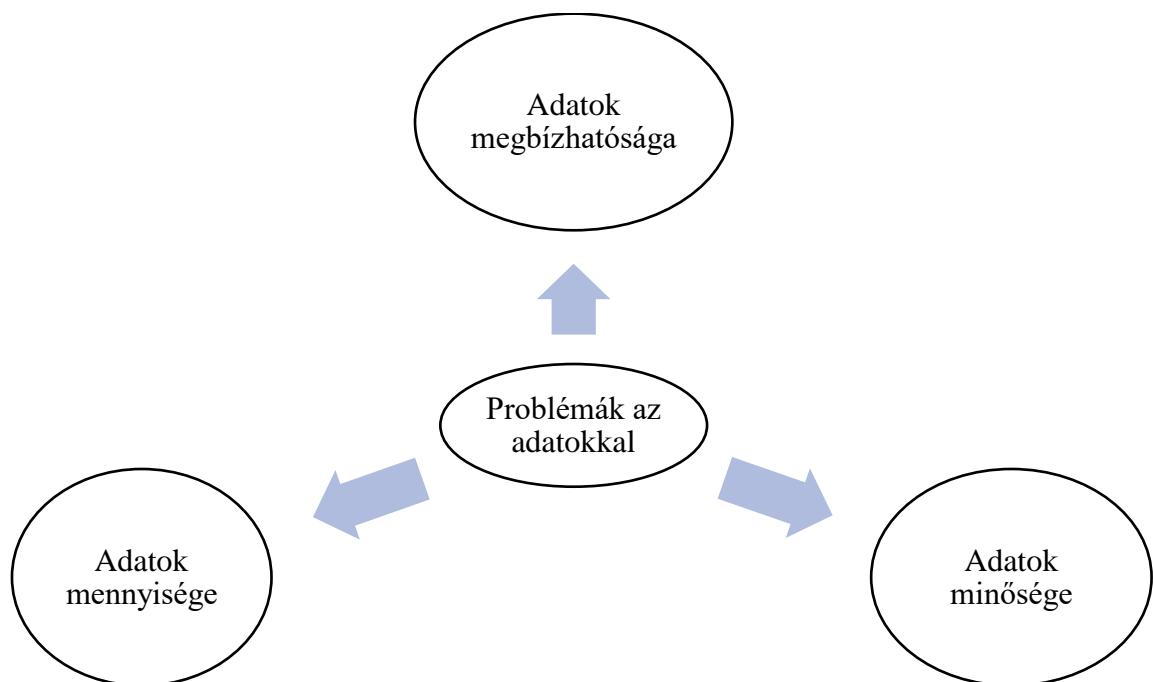 Adatok
megbízhatósága
Problémák az
adatokkal
Adatok
mennyisége
Adatok
minősége